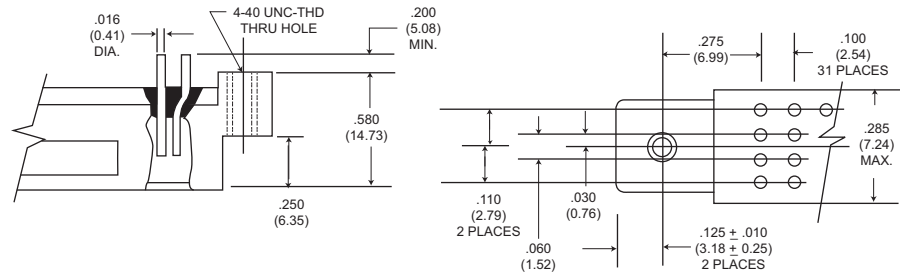 .016
(0.41)
DIA.
4-40 UNC-THD
THRU HOLE
.200
(5.08)
MIN.
.580
(14.73)
.250
(6.35)
.275
(6.99)
.100
(2.54)
31 PLACES
.285
(7.24)
MAX.
.110
(2.79)
2 PLACES
.030
(0.76)
.060
(1.52)
.125 ± .010
(3.18 ± 0.25)
2 PLACES